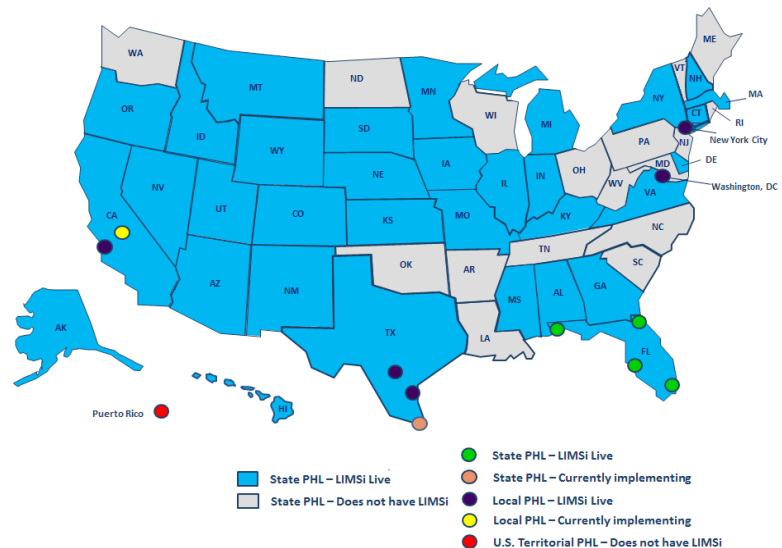 ME
WA
VT
NH
MT
ND
MN
OR
MA
NY
WI
ID
SD
MI
CT
RI
WY
New York City
PA
NJ
IA
NE
DE
OH
MD
NV
IL
IN
WV
VA
Washington, DC
UT
CO
CA
KS
MO
KY
NC
TN
OK
AZ
NM
AR
SC
MS
AL
GA
AK
TX
LA
FL
HI
Puerto Rico
State PHL – LIMSi Live
State PHL – Does not have LIMSi
State PHL – LIMSi Live
State PHL – Currently implementing
Local PHL – LIMSi Live
Local PHL – Currently implementing
U.S. Territorial PHL – Does not have LIMSi